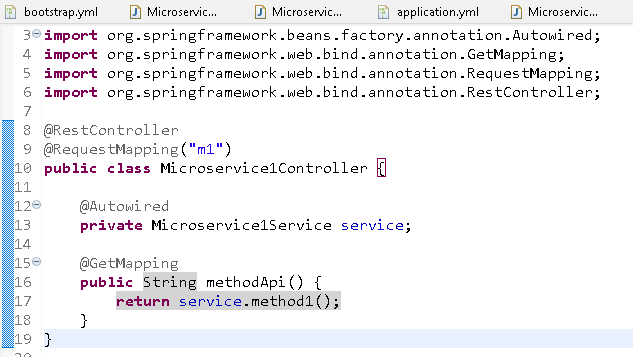 bootstrap.yml Microservic... Microservic... application.yml Microservic...
3 import org.springframework.beans.factory.annotation.Autowired;
4 import org.springframework.web.bind.annotation.GetMapping;
5 import org.springframework.web.bind.annotation.RequestMapping;
6 import org.springframework.web.bind.annotation.RestController;
7
8 @RestController
9 @RequestMapping("m1")
10 public class Microservice1Controller {
11
12 @Autowired
13 private Microservice1Service service;
14
15 @GetMapping
16 public String methodApi() {
17 return service.method1();
18 }
19 }
20